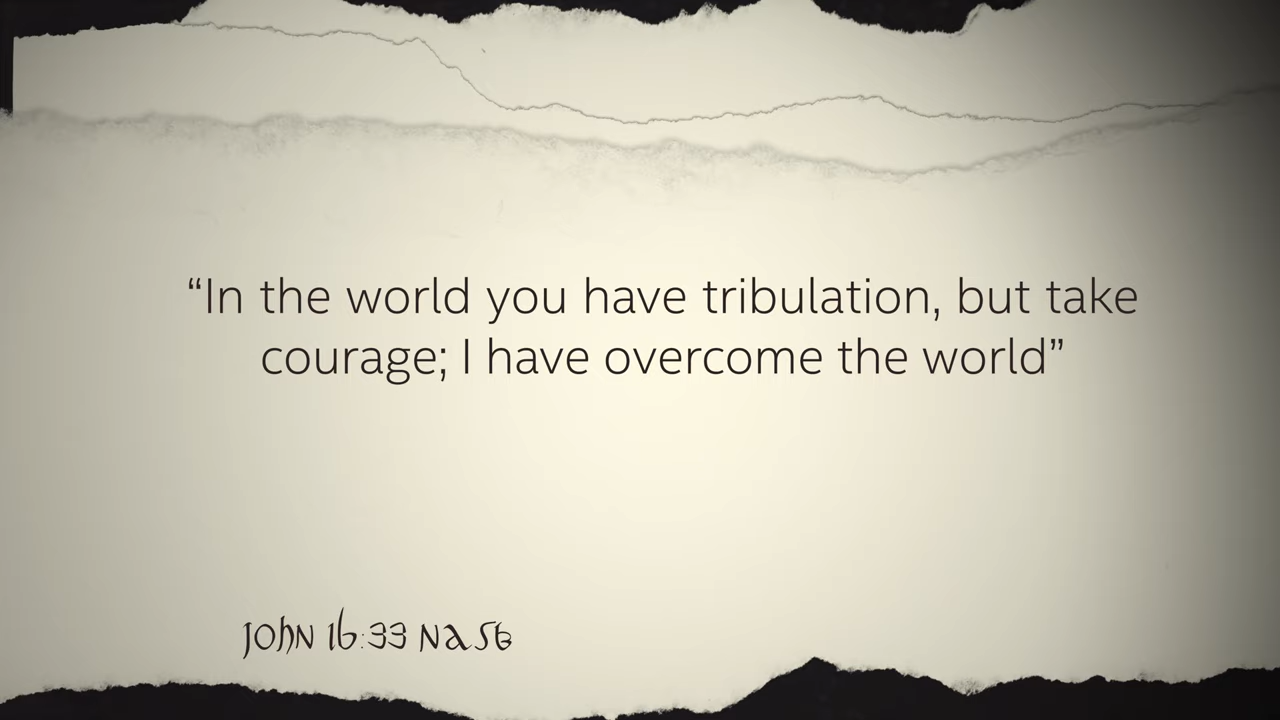 “In the world you have tribulation, but take
courage; I have overcome the world”
John 16:33 NASB